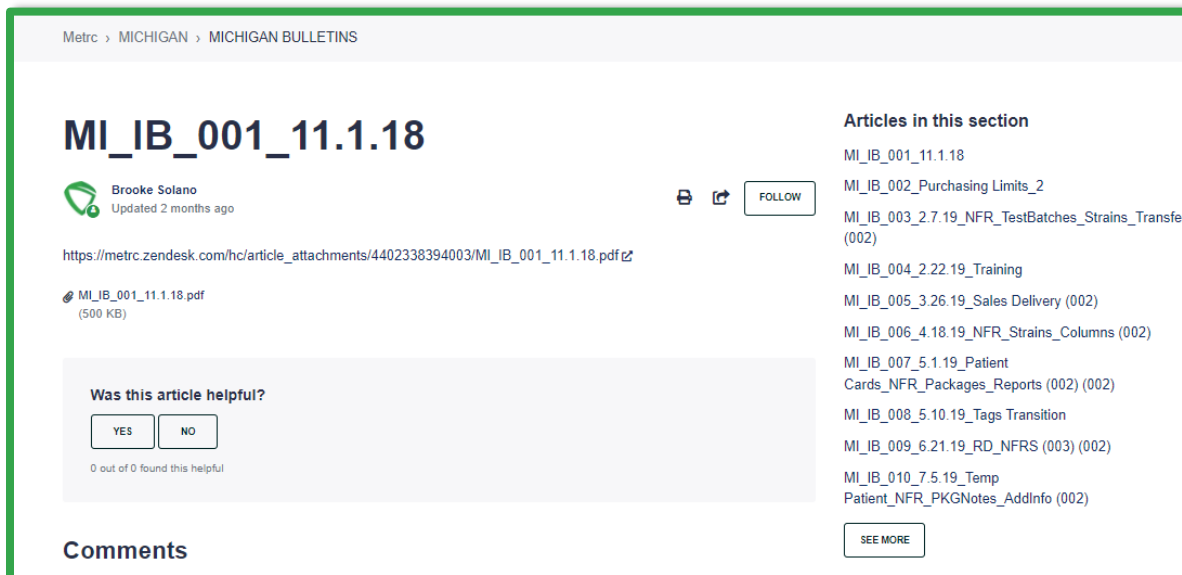 Metrc › MICHIGAN › MICHIGAN BULLETINS
MI_IB_001_11.1.18
Brooke Solano
Updated 2 months ago
FOLLOW
https://metrc.zendesk.com/hc/article_attachments/4402338394003/MI_IB_001_11.1.18.pdf
MI_IB_001_11.1.18.pdf
(500 KB)
Was this article helpful?
YES
NO
0 out of 0 found this helpful
Comments
Articles in this section
MI_IB_001_11.1.18
MI_IB_002_Purchasing Limits_2
MI_IB_003_2.7.19_NFR_TestBatches_Strains_Transfe
(002)
MI_IB_004_2.22.19_Training
MI_IB_005_3.26.19_Sales Delivery (002)
MI_IB_006_4.18.19_NFR_Strains_Columns (002)
MI_IB_007_5.1.19_Patient
Cards_NFR_Packages_Reports (002) (002)
MI_IB_008_5.10.19_Tags Transition
MI_IB_009_6.21.19_RD_NFRS (003) (002)
MI_IB_010_7.5.19_Temp
Patient_NFR_PKGNotes_AddInfo (002)
SEE MORE